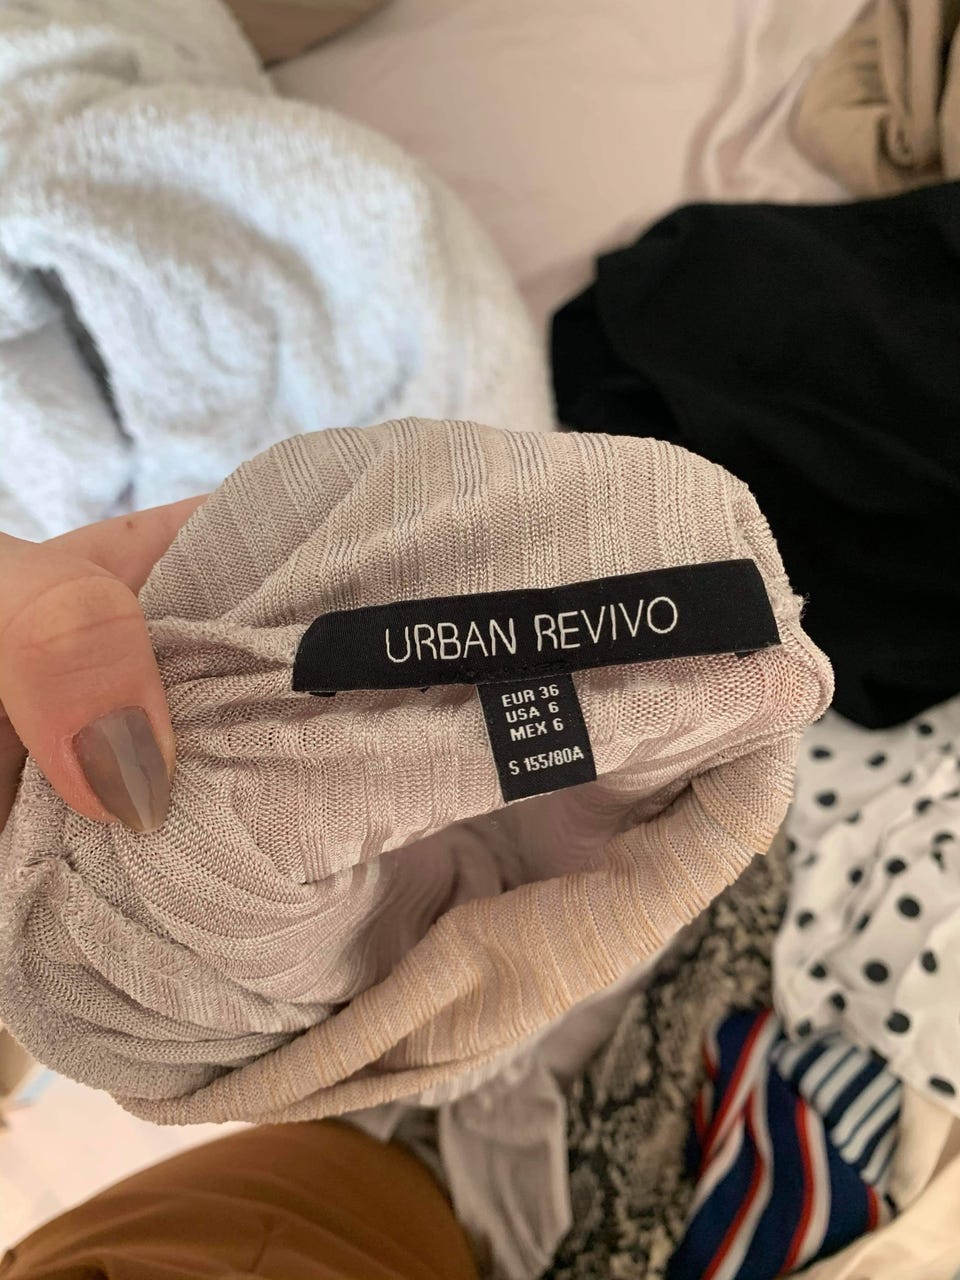 URBAN REVIVO
EUR 36
USA 6
MEX 6
S 155/80A